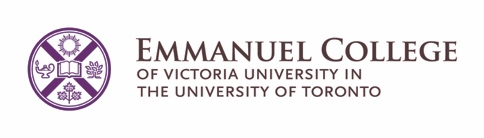 EMMANUEL COLLEGE
OF VICTORIA UNIVERSITY IN
THE UNIVERSITY OF TORONTO